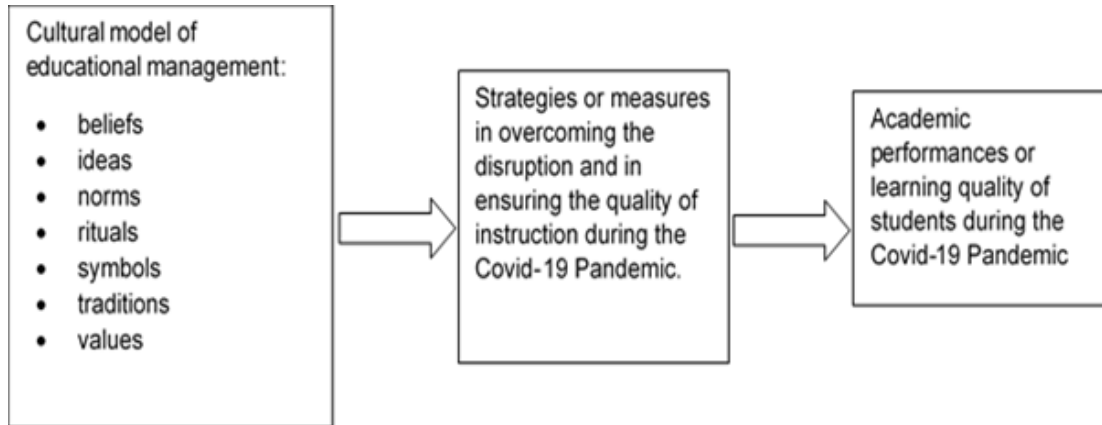 Cultural model of
educational management:
• beliefs
• ideas
• norms
• rituals
• symbols
• traditions
• values
Strategies or measures
in overcoming the
disruption and in
ensuring the quality of
instruction during the
Covid-19 Pandemic.
Academic
performances or
learning quality of
students during the
Covid-19 Pandemic